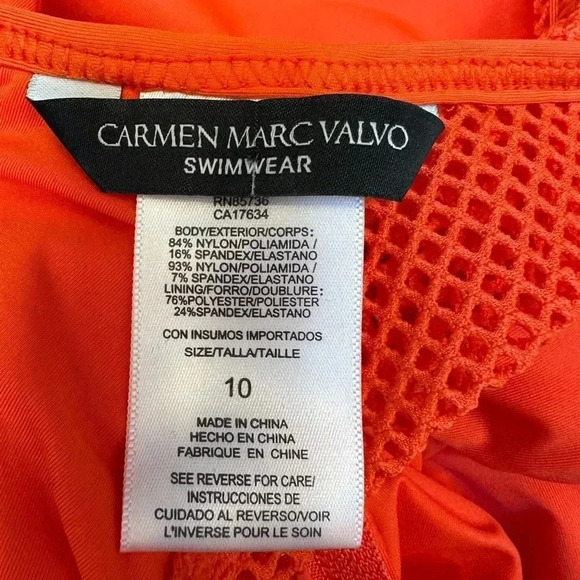 CARMEN MARC VALVO
SWIMWEAR
RN85736
CA17634
BODY/EXTERIOR/CORPS:
84% NYLON/POLIAMIDA /
16% SPANDEX/ELASTANO
93% NYLON/POLIAMIDA /
7% SPANDEX/ELASTANO
LINING/FORRO/DOUBLURE:
76%POLYESTER/POLIESTER
24%SPANDEX/ELASTANO
CON INSUMOS IMPORTADOS
SIZE/TALLA/TAILLE
10
MADE IN CHINA
HECHO EN CHINA
FABRIQUE EN CHINE
SEE REVERSE FOR CARE/
INSTRUCCIONES DE
CUIDADO AL REVERSO/VOIR
L'INVERSE POUR LE SOIN